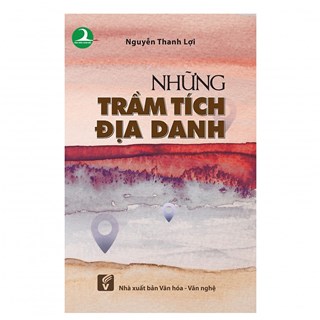 Nguyễn Thanh Lợi
NHỮNG
TRẦM TÍCH
ĐỊA DANH
Nhà xuất bản Văn hóa - Văn nghệ